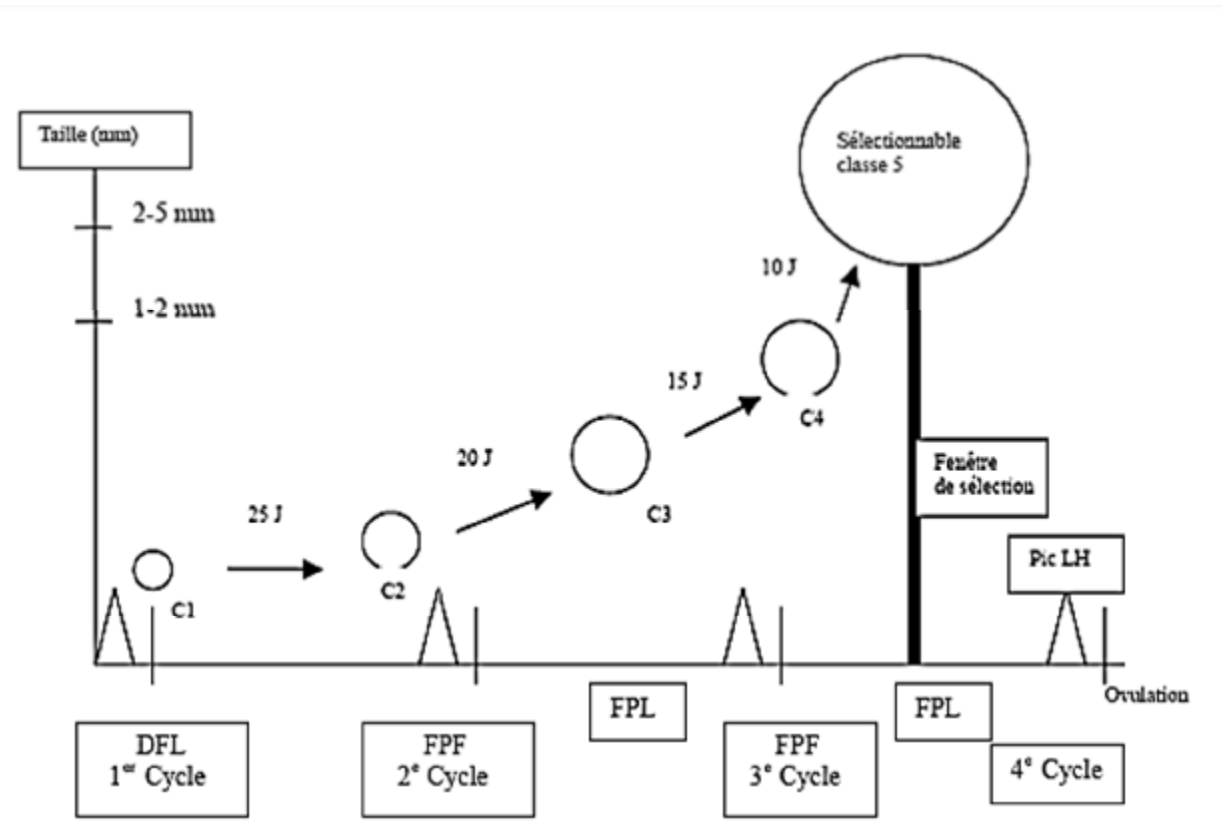 Taille (mm)
2-5 mm
1-2 mm
Sélectionnable
classe 5
10 J
15 J
C4
20 J
C3
Fenêtre
de sélection
25 J
C2
C1
Pic LH
Ovulation
DFL
1er Cycle
FPF
2e Cycle
FPL
FPF
3e Cycle
FPL
4e Cycle